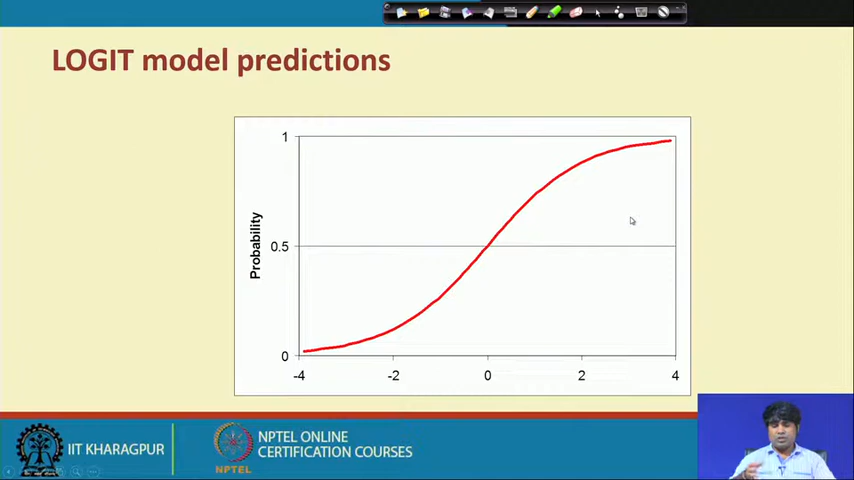 LOGIT model predictions
1
Probability
0.5
0
-4 -2 0 2 4
IIT KHARAGPUR
NPTEL
NPTEL ONLINE
CERTIFICATION COURSES